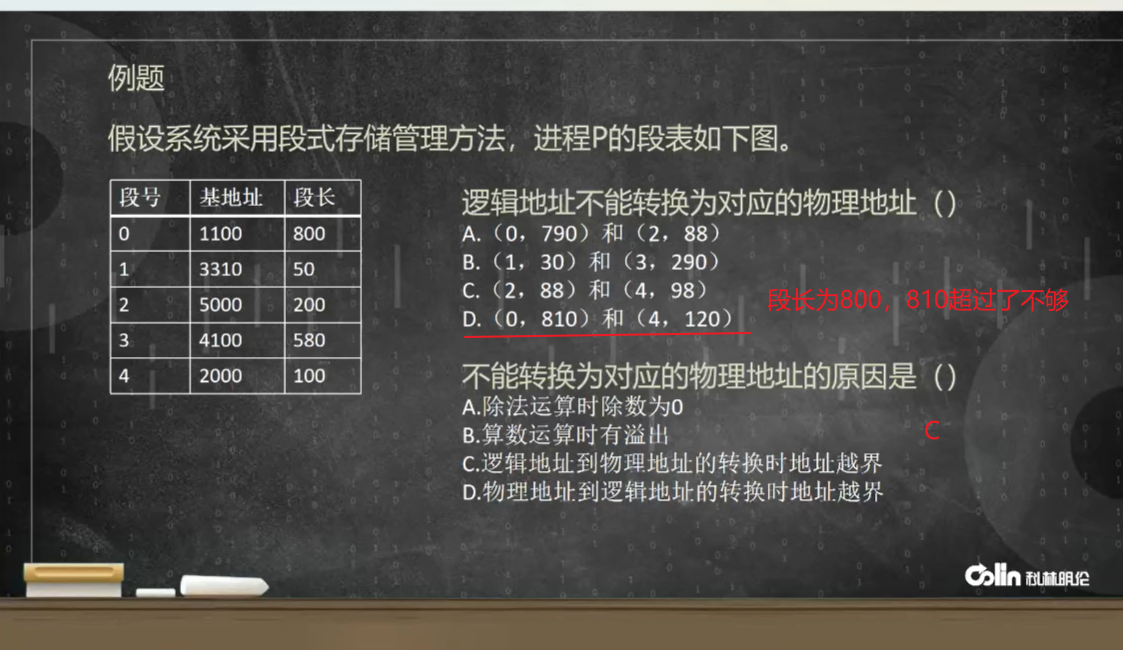 例题
假设系统采用段式存储管理方法，进程P的段表如下图。
段号 基地址 段长
0 1100 800
1 3310 50
2 5000 200
3 4100 580
4 2000 100
逻辑地址不能转换为对应的物理地址（）
A.（0，790）和（2，88）
B.（1，30）和（3，290）
C.（2，88）和（4，98）
D.（0，810）和（4，120）
段长为800，810超过了不够
不能转换为对应的物理地址的原因是（）
A.除法运算时除数为0
B.算数运算时有溢出
C
C.逻辑地址到物理地址的转换时地址越界
D.物理地址到逻辑地址的转换时地址越界
Colin 科林明伦